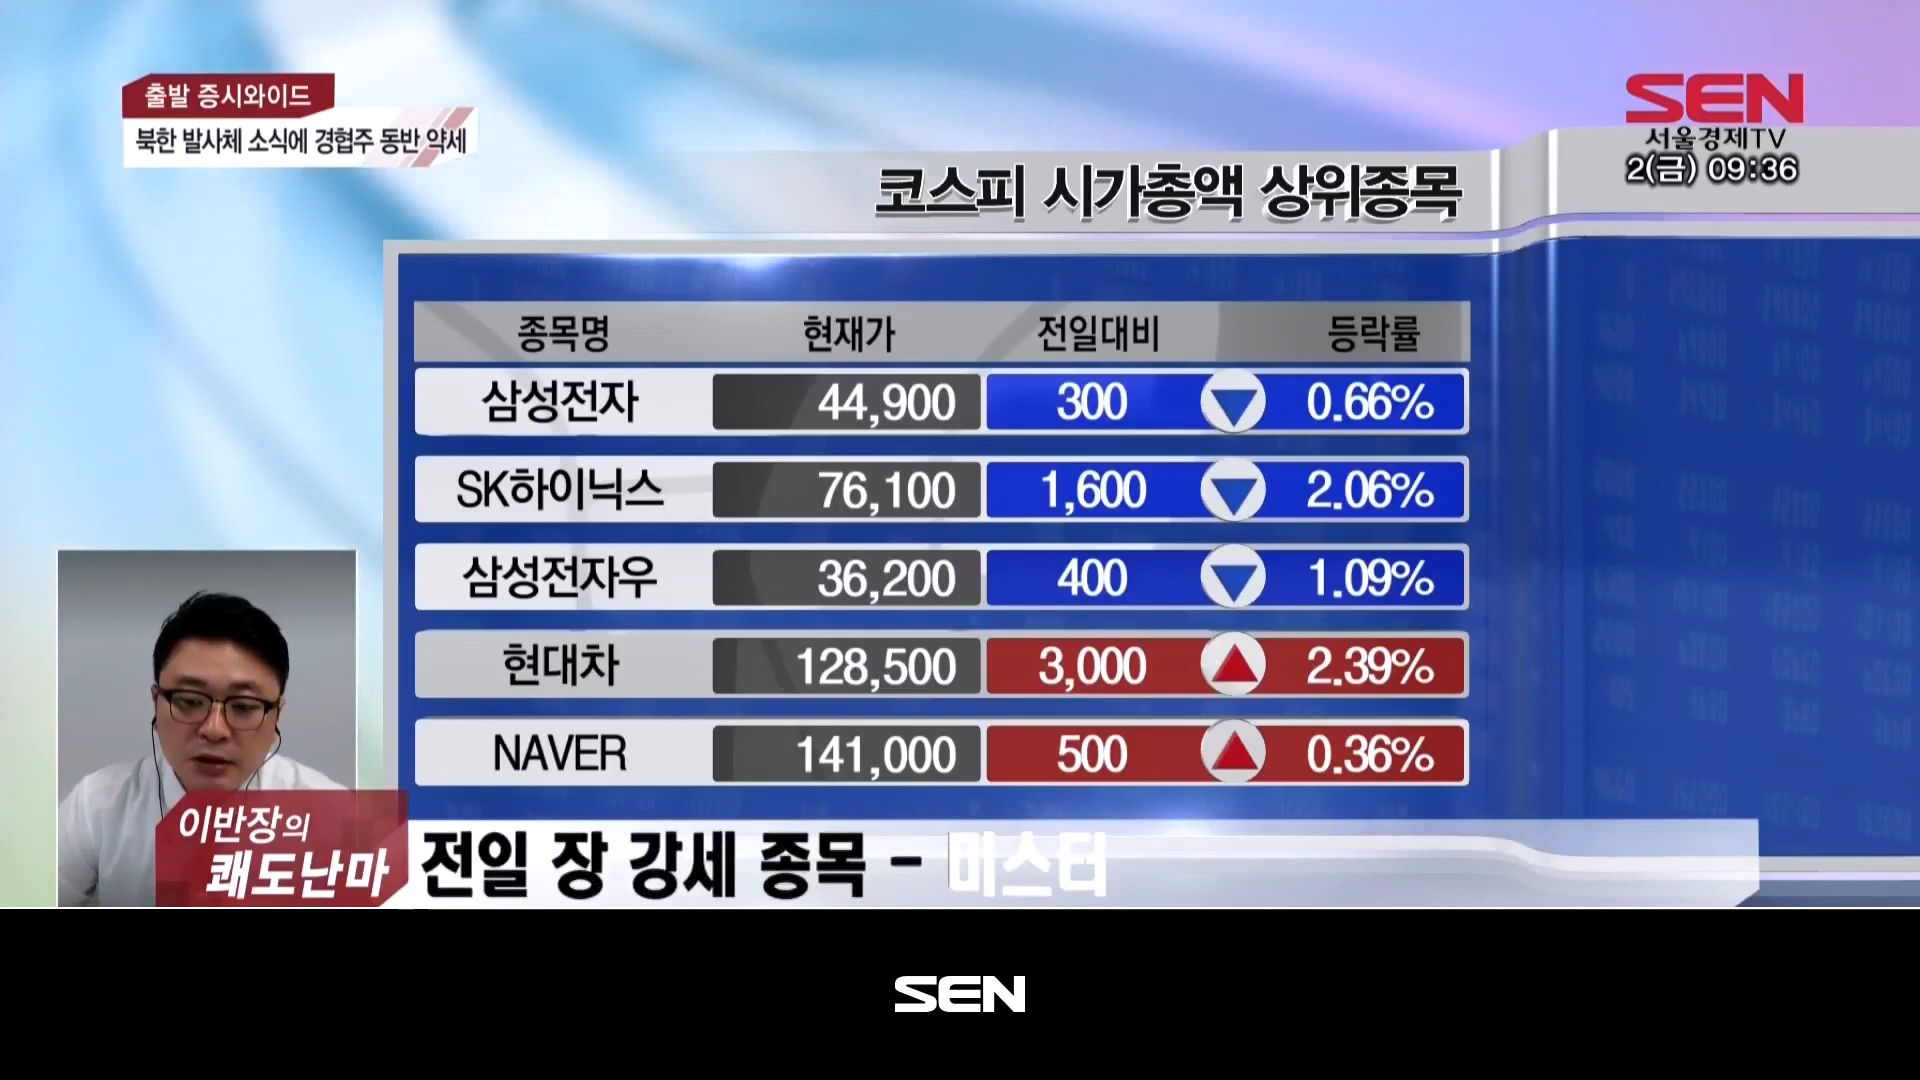 출발 증시와이드
북한 발사체 소식에 경협주 동반 약세
SEN
서울경제TV
2(금) 09:36
코스피 시가총액 상위종목
종목명 현재가 전일대비 등락률
삼성전자 44,900 300 ▼ 0.66%
SK하이닉스 76,100 1,600 ▼ 2.06%
삼성전자우 36,200 400 ▼ 1.09%
현대차 128,500 3,000 ▲ 2.39%
NAVER 141,000 500 ▲ 0.36%
이반장의
쾌도난마
전일 장 강세 종목 - 미스터
SEN